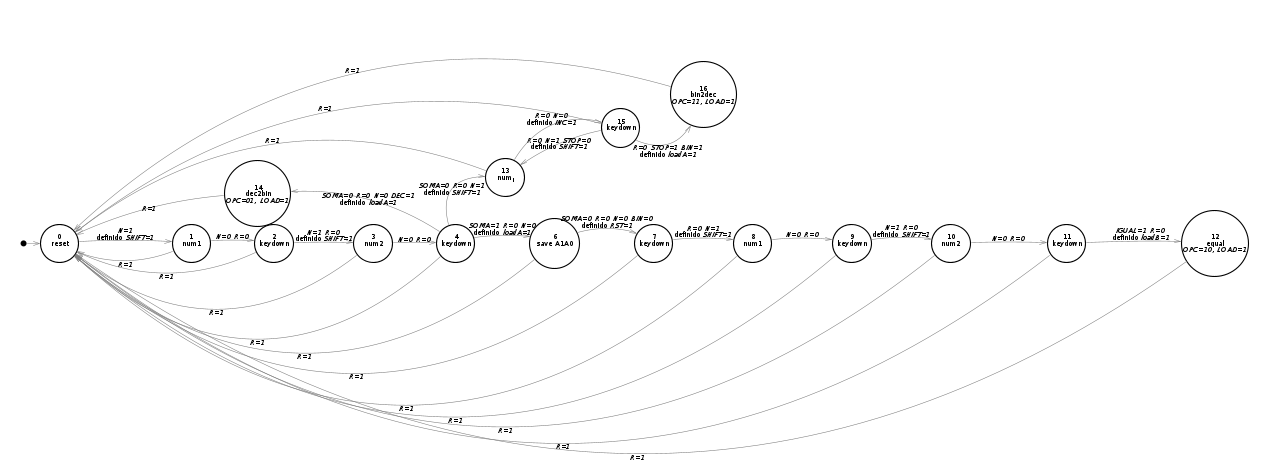 R=1
16
bin2dec
OPC=11, LOAD=1
R=1
R=0 N=0
definido INC=1
15
keydown
R=1
R=0 N=1 STOP=0
definido SHIFT=1
R=0 STOP=1 BIN=1
definido loadA=1
13
num1
14
dec2bin
OPC=01, LOAD=1
SOMA=0 R=0 N=1
definido SHIFT=1
SOMA=0 R=0 N=0 DEC=1
definido loadA=1
R=1
0
reset
N=1
definido SHIFT=1
1
num1
N=0 R=0
2
keydown
N=1 R=0
definido SHIFT=1
3
num2
N=0 R=0
4
keydown
SOMA=1 R=0 N=0
definido loadA=1
6
save A1A0
SOMA=0 R=0 N=0 BIN=0
definido RST=1
7
keydown
R=0 N=1
definido SHIFT=1
8
num1
N=0 R=0
9
keydown
N=1 R=0
definido SHIFT=1
10
num2
N=0 R=0
11
keydown
IGUAL=1 R=0
definido loadB=1
12
equal
OPC=10, LOAD=1
R=1
R=1
R=1
R=1
R=1
R=1
R=1
R=1
R=1
R=1
R=1